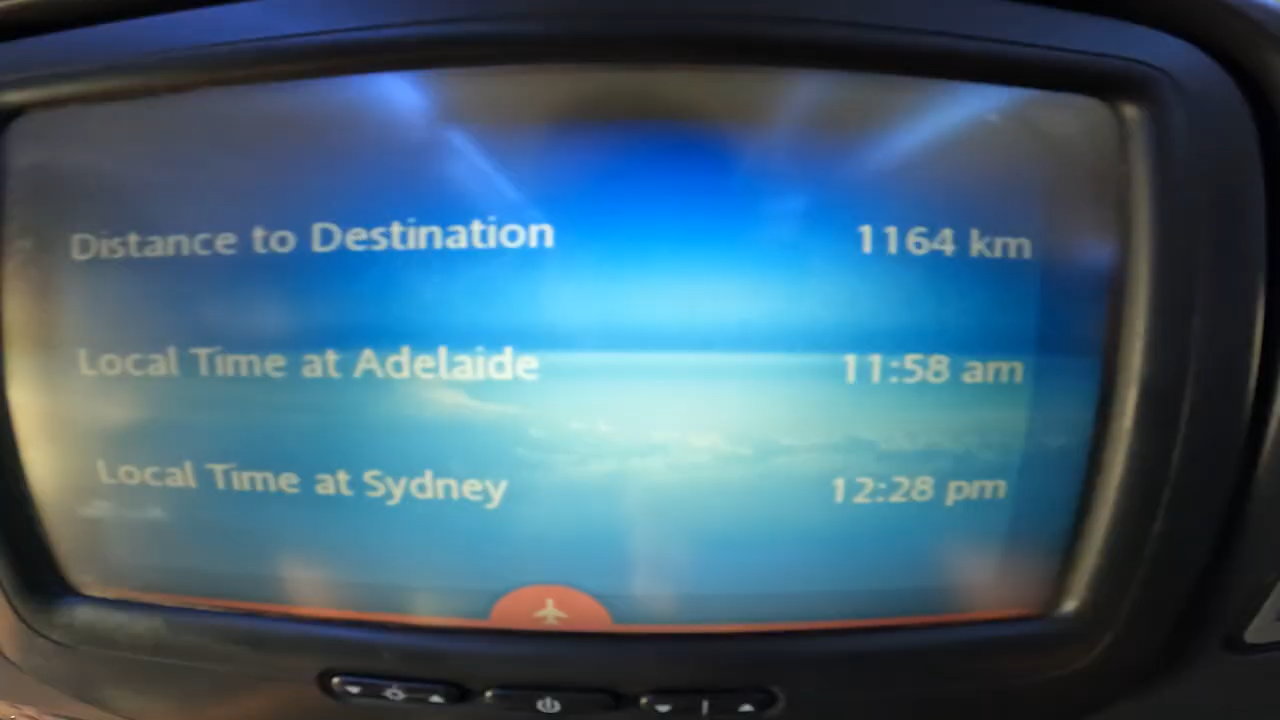 Distance to Destination 1164 km
Local Time at Adelaide 11:58 am
Local Time at Sydney 12:28 pm